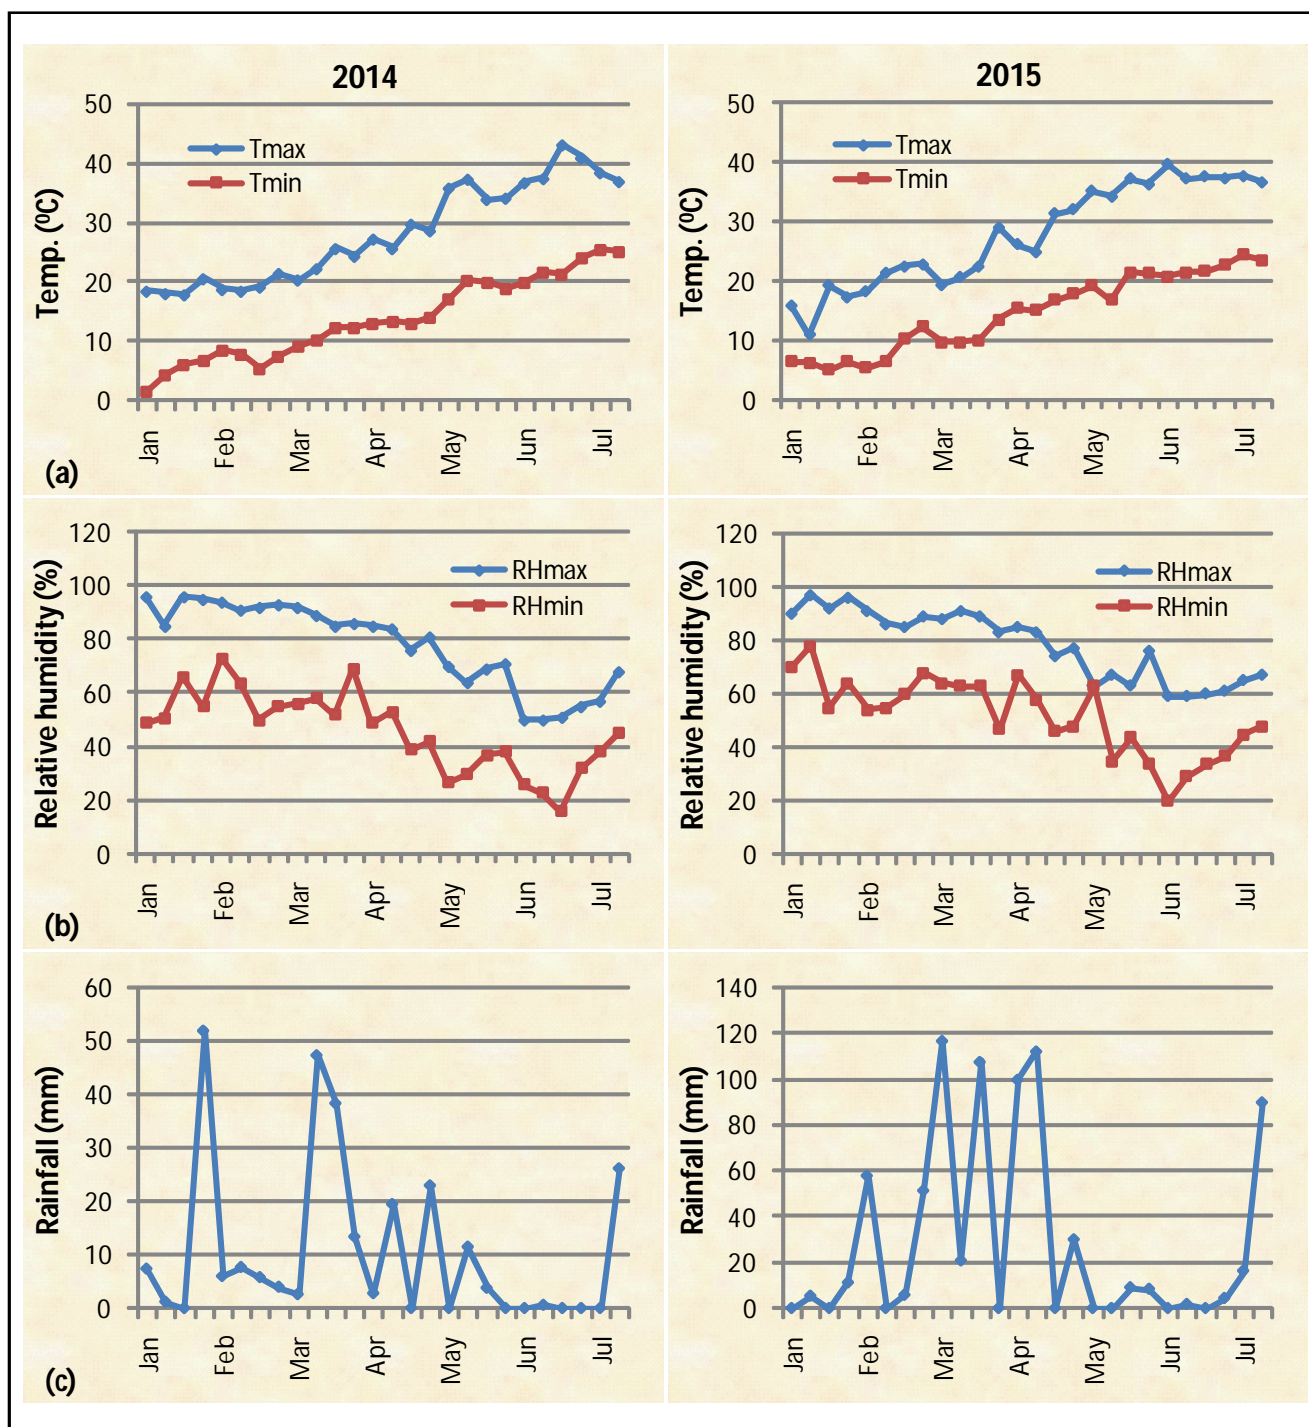 2014
50
40
30
20
10
0
Temp. (⁰C)
Tmax
Tmin
Jan
Feb
Mar
Apr
May
Jun
Jul
(a)
2015
50
40
30
20
10
0
Temp. (⁰C)
Tmax
Tmin
Jan
Feb
Mar
Apr
May
Jun
Jul
120
100
80
60
40
20
0
Relative humidity (%)
RHmax
RHmin
Jan
Feb
Mar
Apr
May
Jun
Jul
(b)
120
100
80
60
40
20
0
Relative humidity (%)
RHmax
RHmin
Jan
Feb
Mar
Apr
May
Jun
Jul
60
50
40
30
20
10
0
Rainfall (mm)
Jan
Feb
Mar
Apr
May
Jun
Jul
(c)
140
120
100
80
60
40
20
0
Rainfall (mm)
Jan
Feb
Mar
Apr
May
Jun
Jul